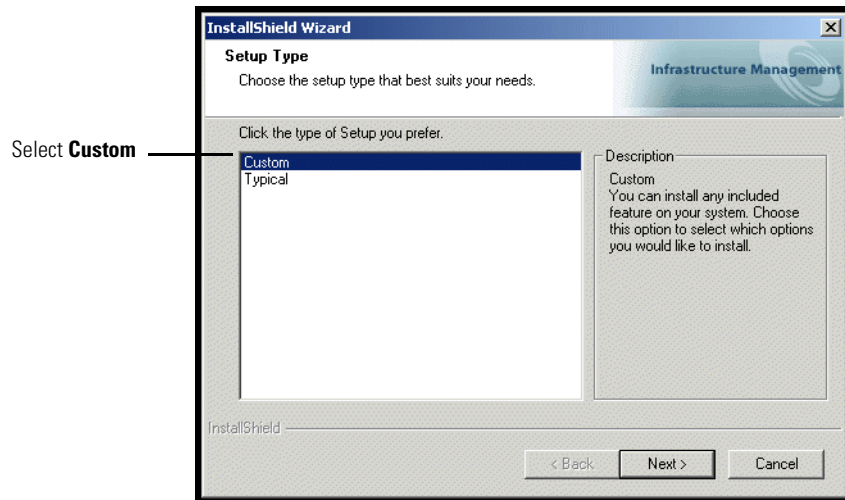 InstallShield Wizard
Setup Type
Choose the setup type that best suits your needs.
Infrastructure Management
Click the type of Setup you prefer.
Select Custom
Custom
Typical
Description
Custom
You can install any included
feature on your system. Choose
this option to select which options
you would like to install.
InstallShield
< Back
Next >
Cancel